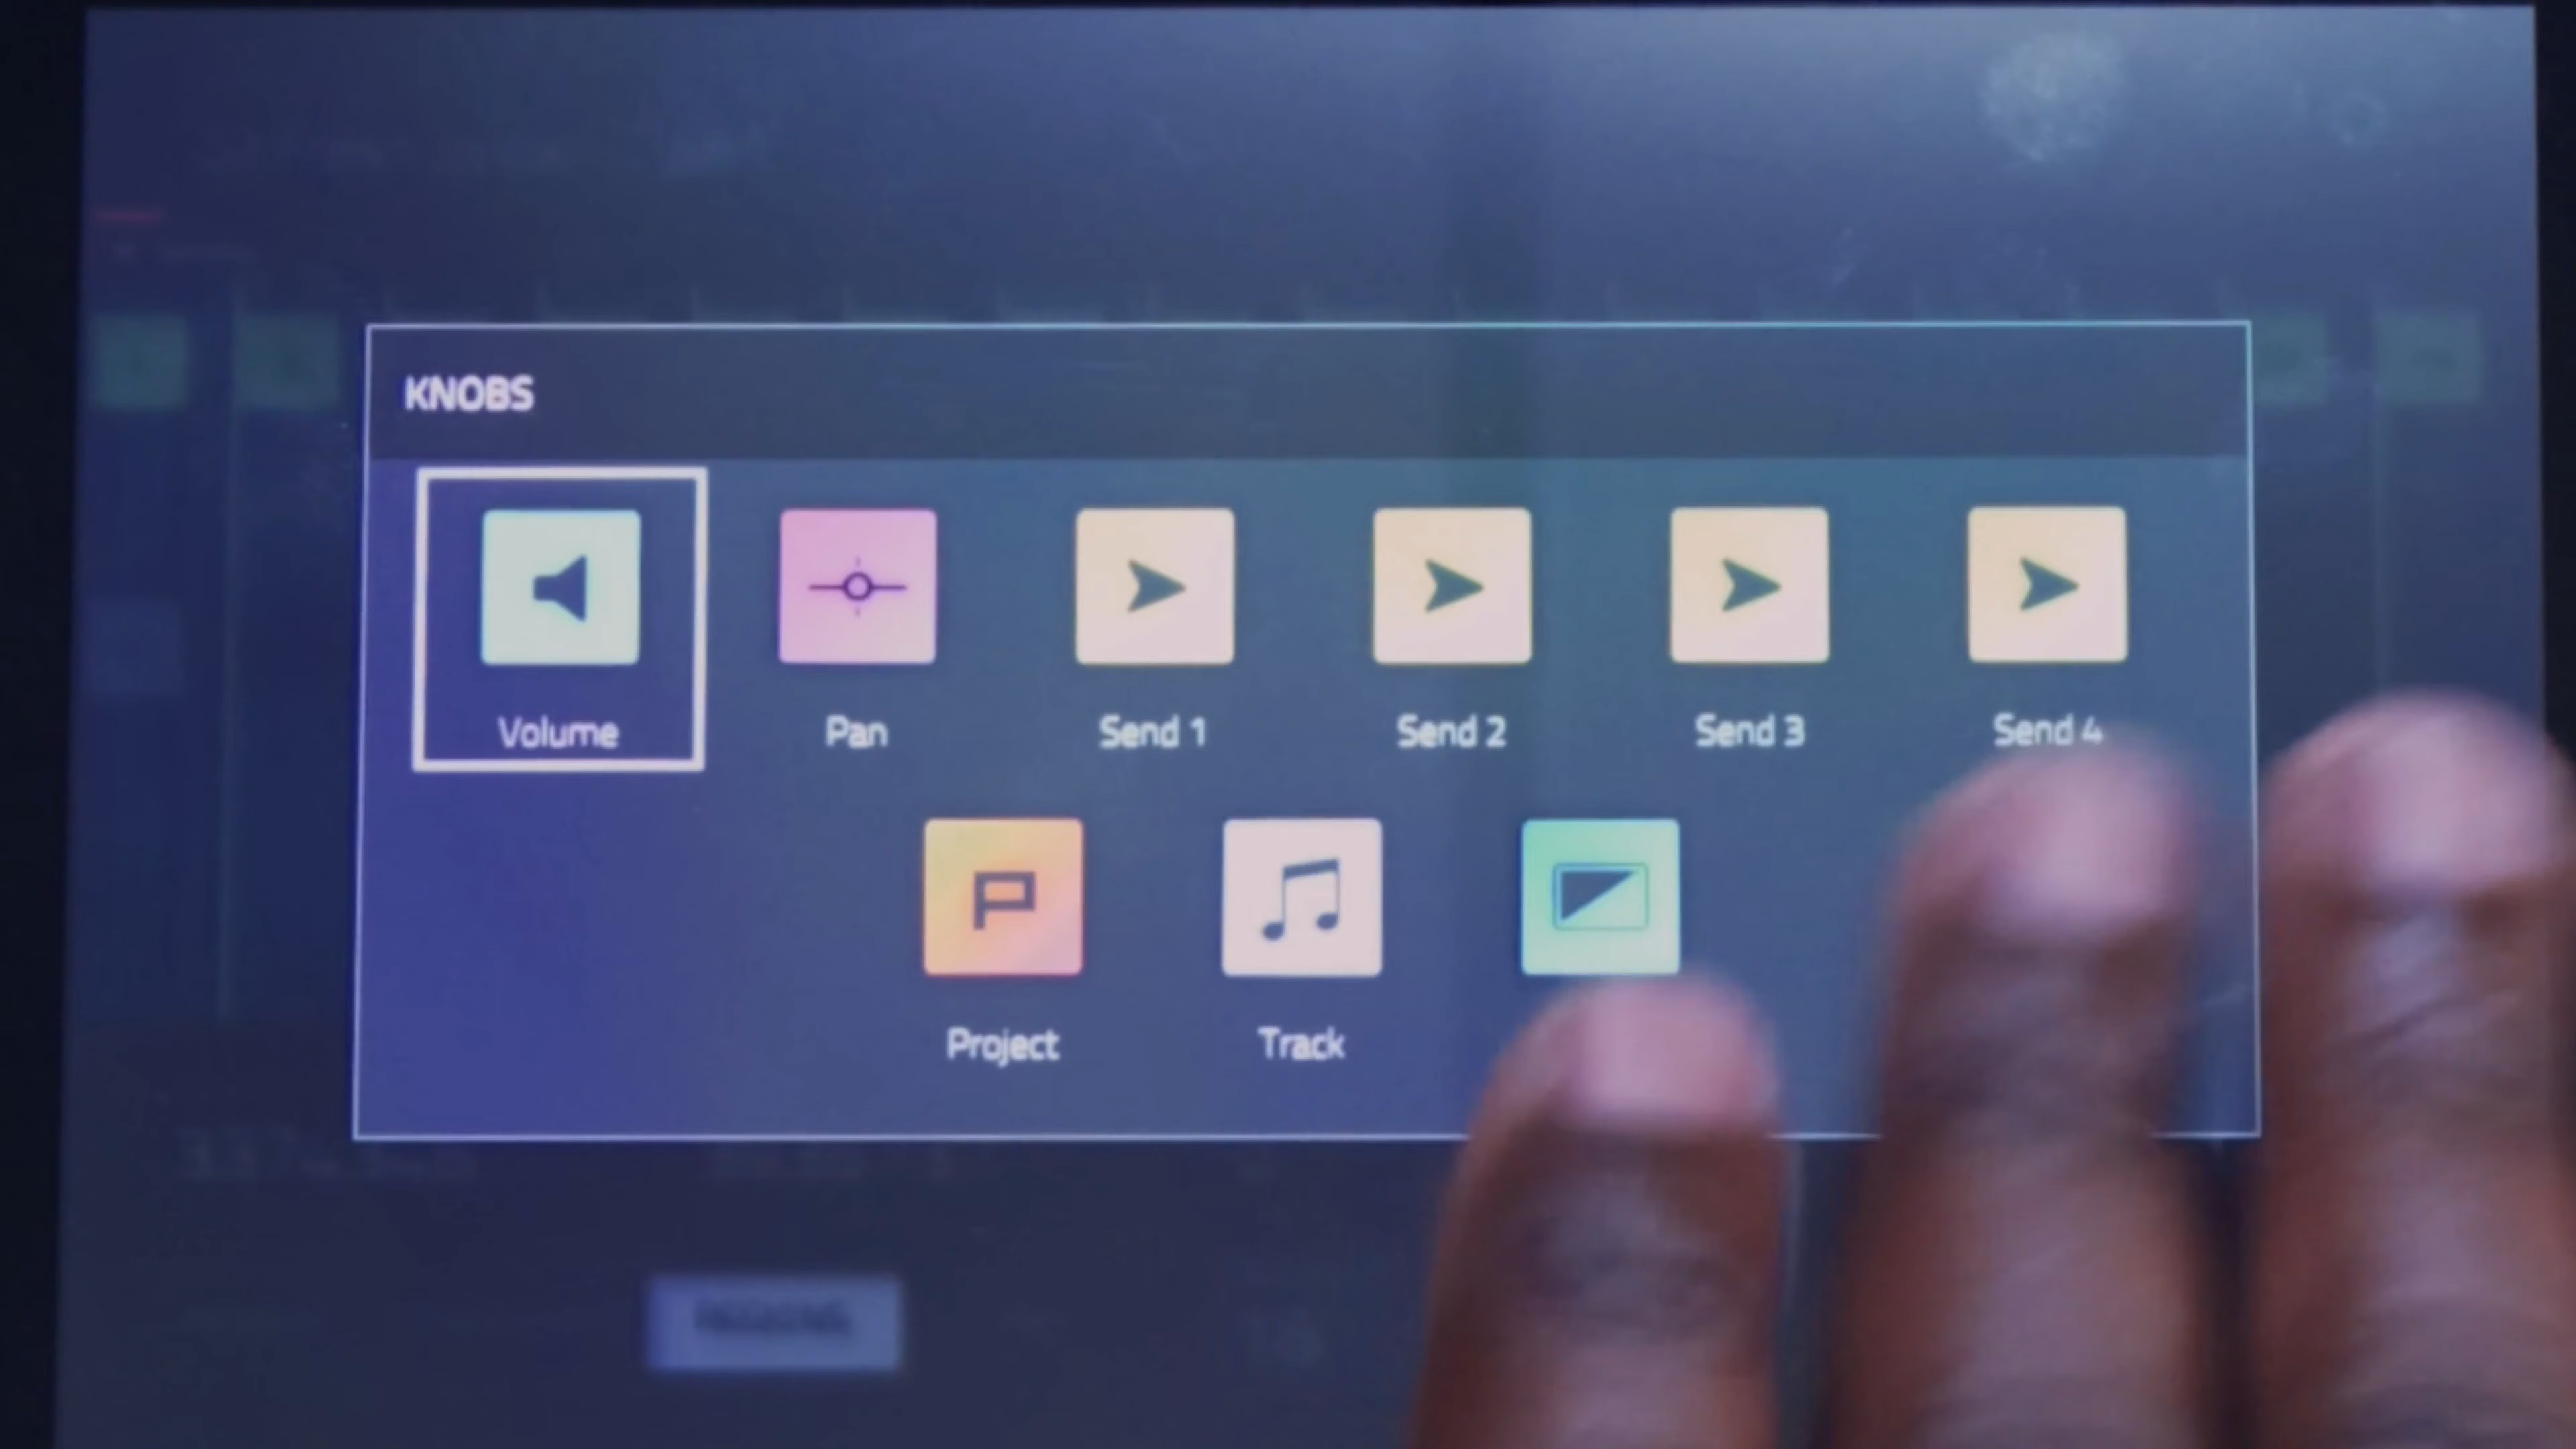 KNOBS
Volume
Pan
Send 1
Send 2
Send 3
Send 4
Project
Track